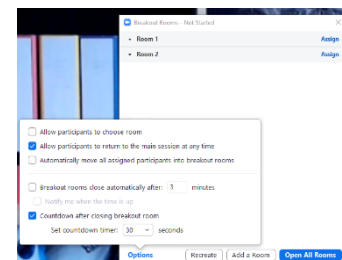 Breakout Rooms - Not Started
Room 1 Assign
Room 2 Assign
Allow participants to choose room
Allow participants to return to the main session at any time
Automatically move all assigned participants into breakout rooms
Breakout rooms close automatically after: 3 minutes
Notify me when the time is up
Countdown after closing breakout room
Set countdown timer: 30 seconds
Options Recreate Add a Room Open All Rooms